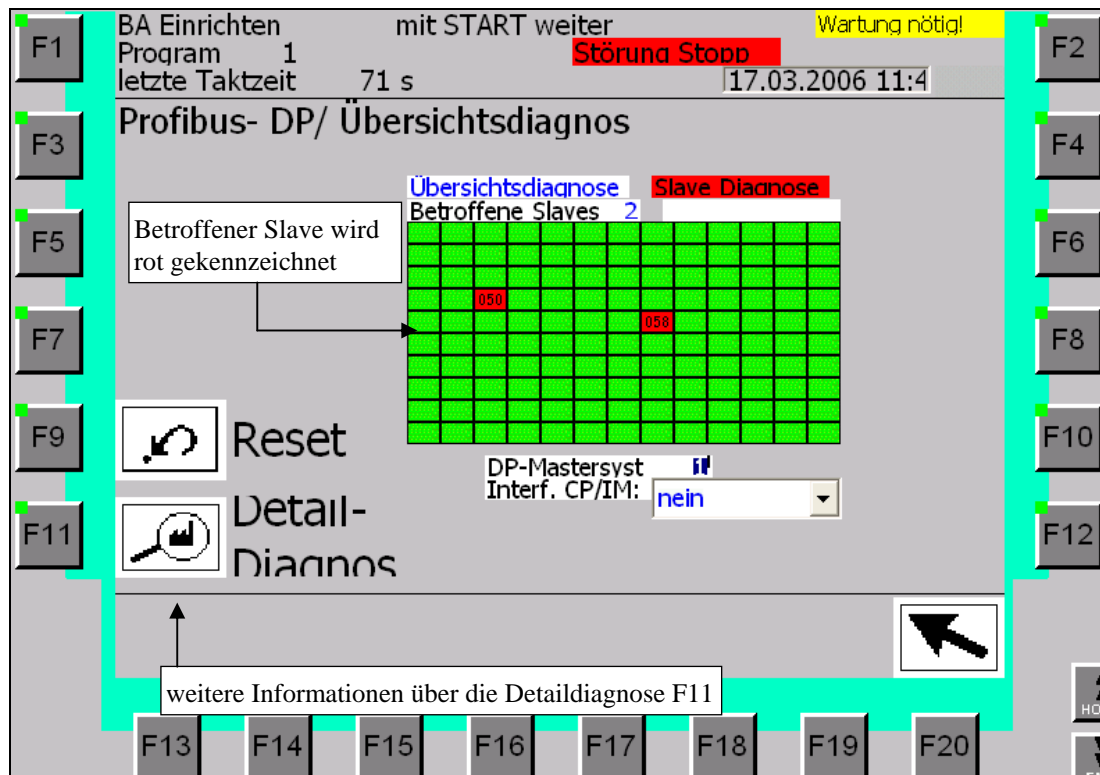 BA Einrichten mit START weiter Wartung nötig!
Program 1 Störung Stopp
letzte Taktzeit 71 s 17.03.2006 11:4
Profibus- DP/ Übersichtsdiagnos
Übersichtsdiagnose Slave Diagnose
Betroffene Slaves 2
Betroffener Slave wird
rot gekennzeichnet
050
058
Reset
DP-Mastersyst
Interf. CP/IM: nein
Detail-
Diagnos
weitere Informationen über die Detaildiagnose F11
F1
F2
F3
F4
F5
F6
F7
F8
F9
F10
F11
F12
F13 F14 F15 F16 F17 F18 F19 F20